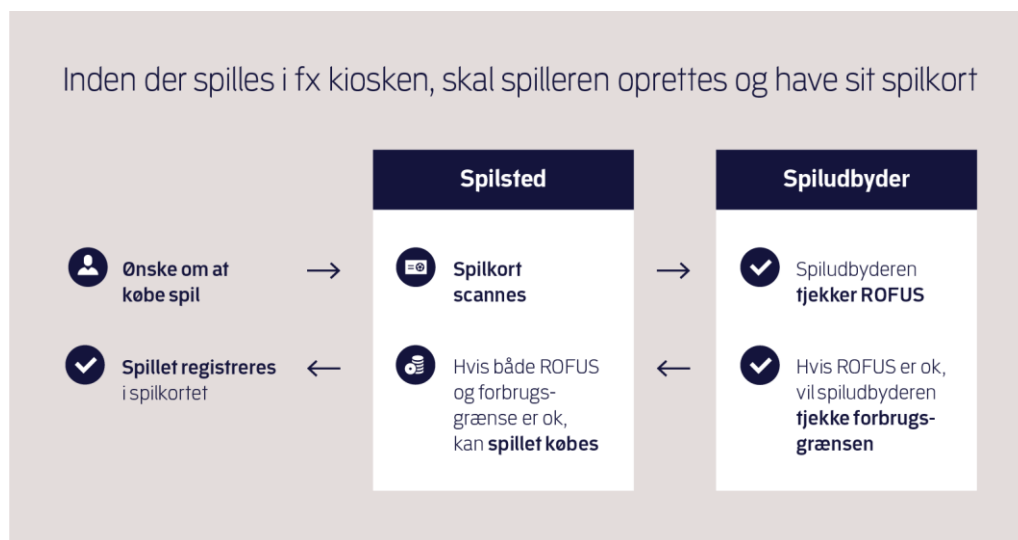 Inden der spilles i fx kiosken, skal spilleren oprettes og have sit spilkort
Spilsted
Spiludbyder
Ønske om at
købe spil
Spilkort
scannes
Spiludbyderen
tjekker ROFUS
Spillet registreres
i spilkortet
Hvis både ROFUS
og forbrugs-
grænse er ok,
kan spillet købes
Hvis ROFUS er ok,
vil spiludbyderen
tjekke forbrugs-
grænsen